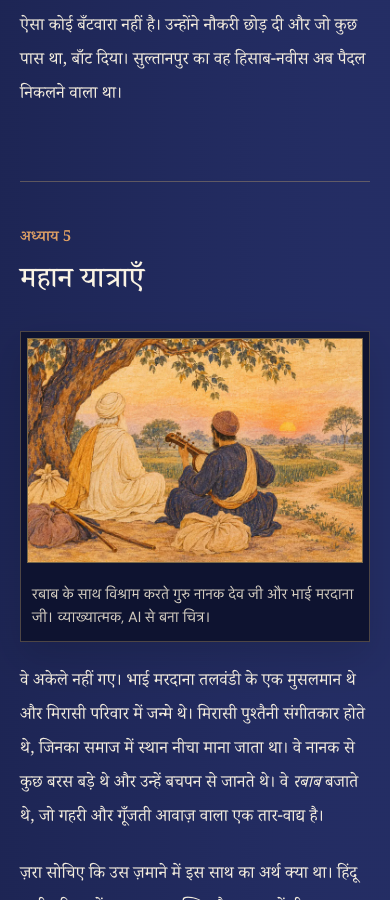 ऐसा कोई बँटवारा नहीं है। उन्होंने नौकरी छोड़ दी और जो कुछ
पास था, बाँट दिया। सुल्तानपुर का वह हिसाब-नवीस अब पैदल
निकलने वाला था।
अध्याय 5
महान यात्राएँ
रबाब के साथ विश्राम करते गुरु नानक देव जी और भाई मरदाना
जी। व्याख्यात्मक, AI से बना चित्र।
वे अकेले नहीं गए। भाई मरदाना तलवंडी के एक मुसलमान थे
और मिरासी परिवार में जन्मे थे। मिरासी पुश्तैनी संगीतकार होते
थे, जिनका समाज में स्थान नीचा माना जाता था। वे नानक से
कुछ बरस बड़े थे और उन्हें बचपन से जानते थे। वे रबाब बजाते
थे, जो गहरी और गूँजती आवाज़ वाला एक तार-वाद्य है।
ज़रा सोचिए कि उस ज़माने में इस साथ का अर्थ क्या था। हिंदू